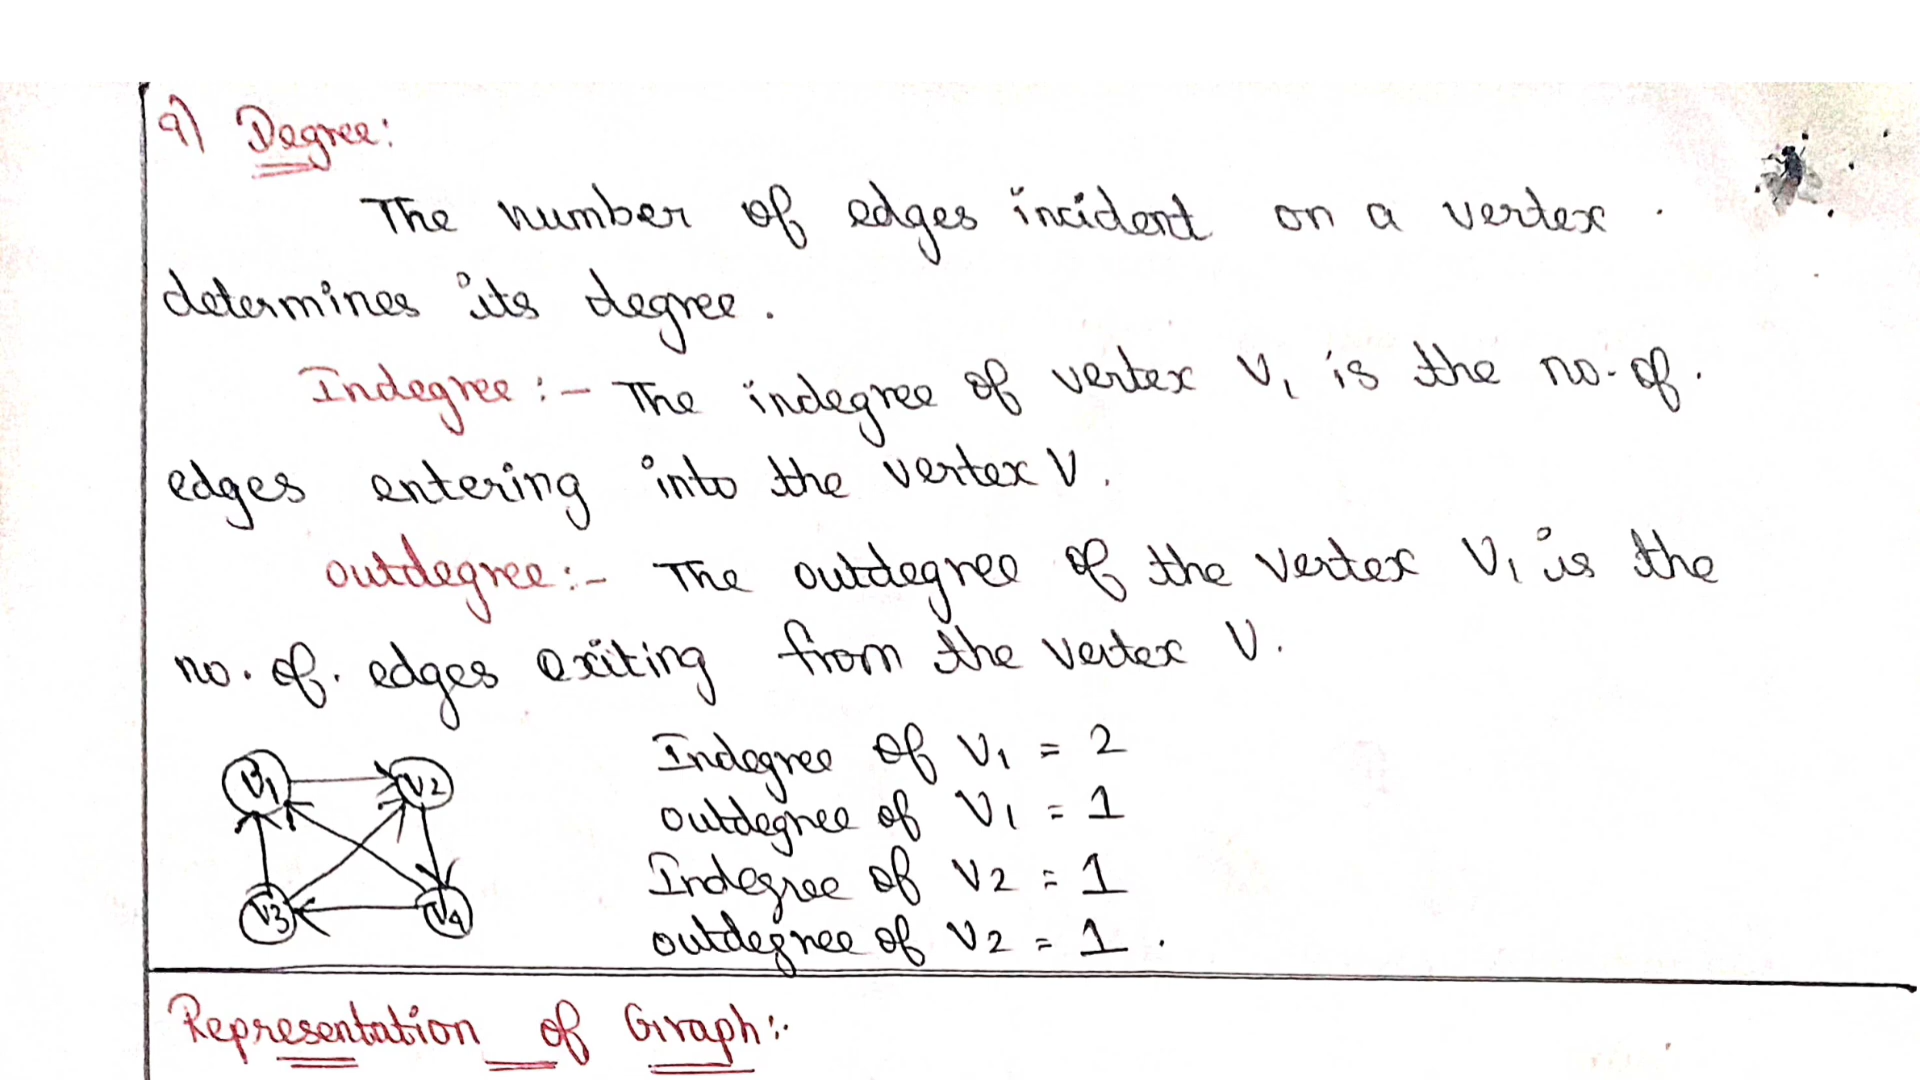 9) Degree:
The number of edges incident on a vertex
determines its degree.
Indegree :- The indegree of vertex V1 is the no. of.
edges entering into the vertex V.
outdegree :- The outdegree of the vertex V1 is the
no. of. edges exiting from the vertex V.
Indegree of V1 = 2
outdegree of V1 = 1
Indegree of V2 = 1
outdegree of V2 = 1.
V1 V2
V3 V4
Representation of Graph:-